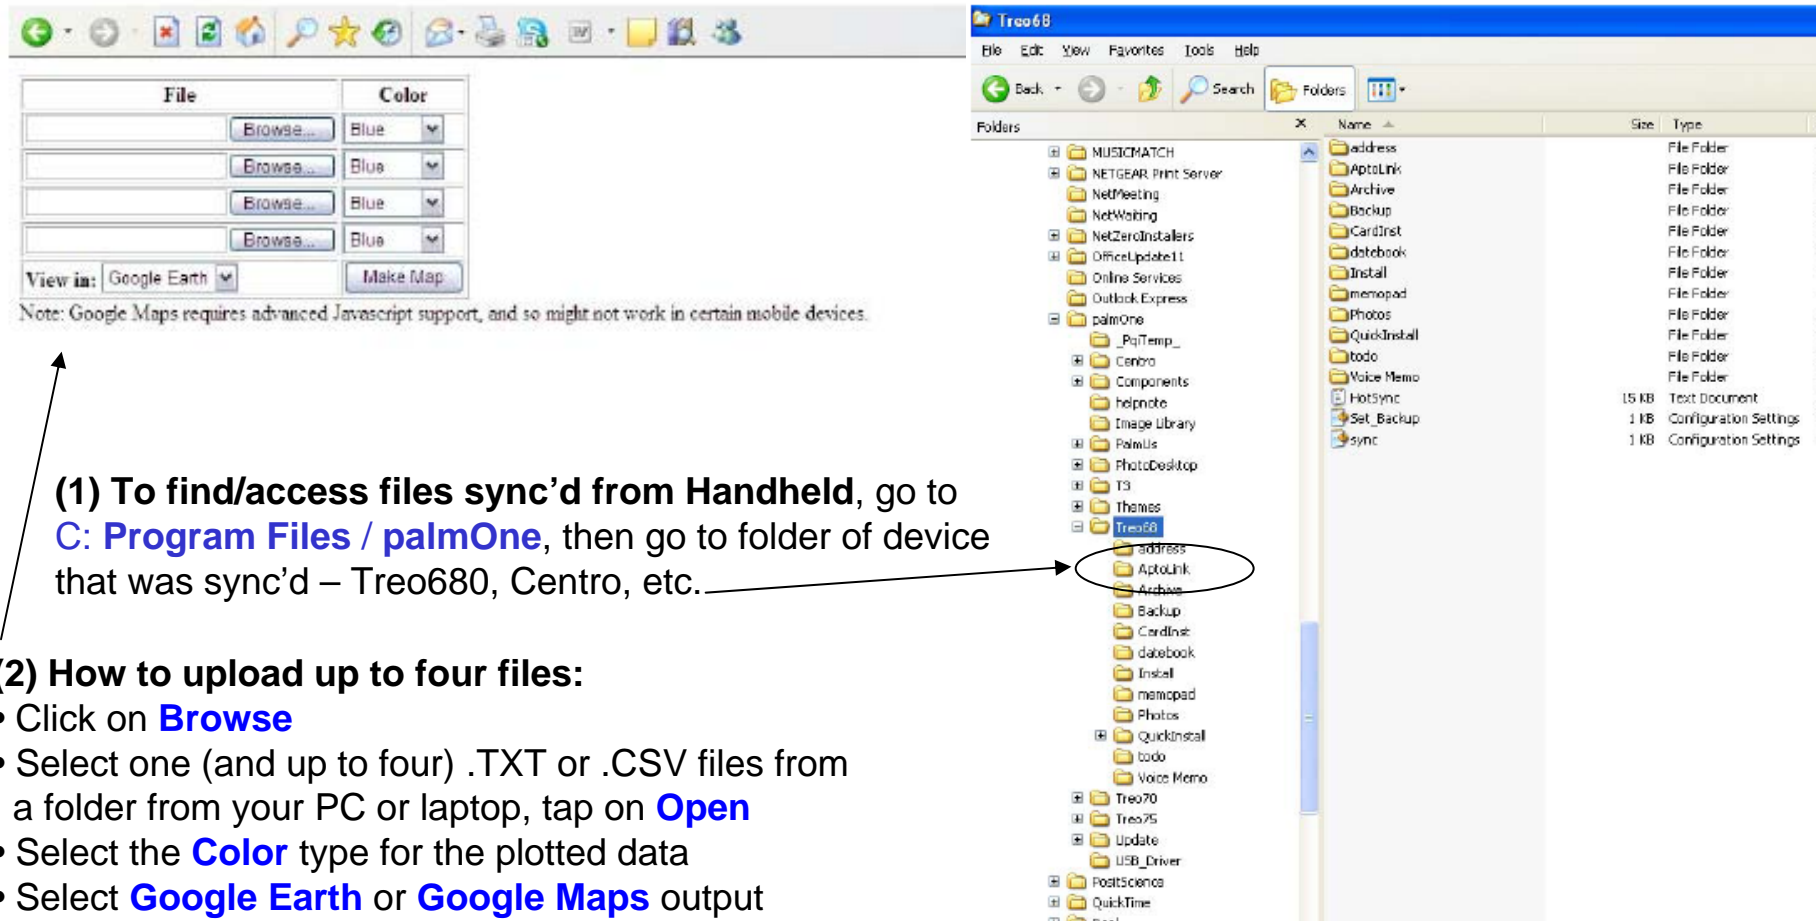 File Color
Browse... Blue
Browse... Blue
Browse... Blue
Browse... Blue
View in: Google Earth Make Map
Note: Google Maps requires advanced Javascript support, and so might not work in certain mobile devices.
(1) To find/access files sync’d from Handheld, go to
C: Program Files / palmOne, then go to folder of device
that was sync’d – Treo680, Centro, etc.
(2) How to upload up to four files:
• Click on Browse
• Select one (and up to four) .TXT or .CSV files from
a folder from your PC or laptop, tap on Open
• Select the Color type for the plotted data
• Select Google Earth or Google Maps output
Treo68
File Edit View Favorites Tools Help
Back Search Folders
Folders X
MUSICMATCH
NETGEAR Print Server
NetMeeting
NetWaiting
NetZeroInstallers
OfficeUpdate11
Online Services
Outlook Express
palmOne
_PqiTemp_
Centro
Components
helpnote
Image Library
PalmUs
PhotoDesktop
T3
Themes
Treo68
address
AptoLink
Archive
Backup
CardInst
datebook
Install
memopad
Photos
QuickInstall
todo
Voice Memo
Treo70
Treo75
Update
USB_Driver
PositScience
QuickTime
Name Size Type
address File Folder
AptoLink File Folder
Archive File Folder
Backup File Folder
CardInst File Folder
datebook File Folder
Install File Folder
memopad File Folder
Photos File Folder
QuickInstall File Folder
todo File Folder
Voice Memo File Folder
HotSync 15 KB Text Document
Set_Backup 1 KB Configuration Settings
sync 1 KB Configuration Settings